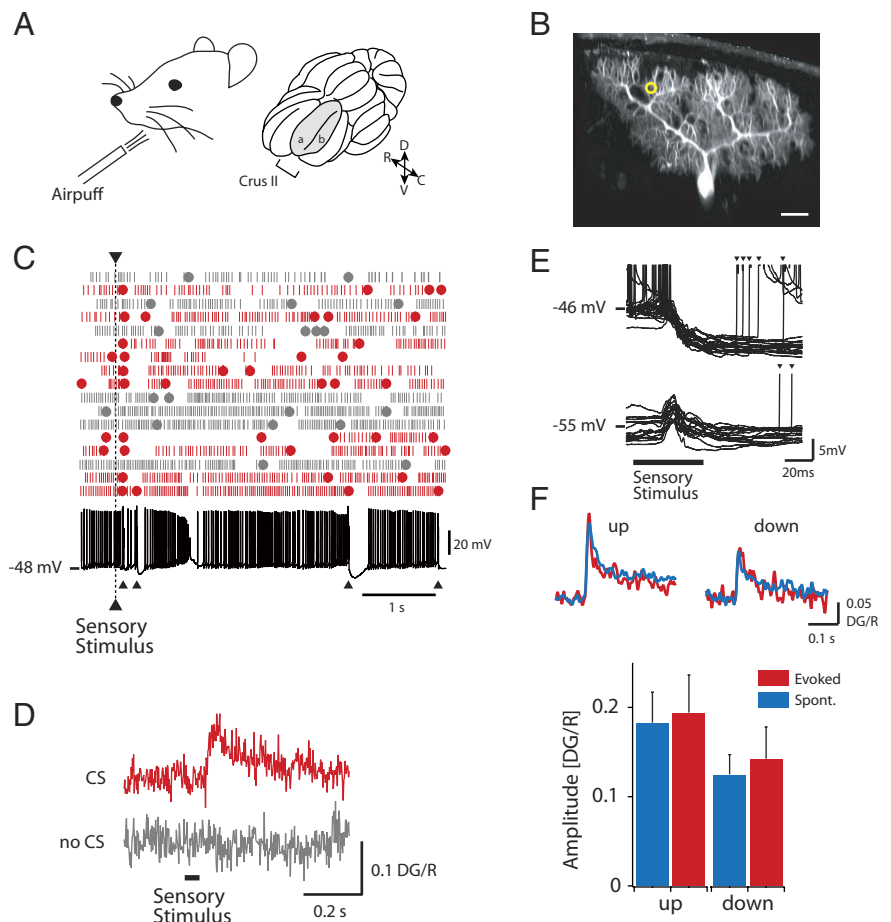 A
Airpuff
a
b
Crus II
D
R
C
V
B
C
-48 mV
20 mV
1 s
Sensory
Stimulus
D
CS
no CS
Sensory
Stimulus
0.1 DG/R
0.2 s
E
-46 mV
-55 mV
5mV
20ms
Sensory
Stimulus
F
up
down
0.05
DG/R
0.1 s
Evoked
Spont.
Amplitude [DG/R]
0.2
0.1
0
up
down